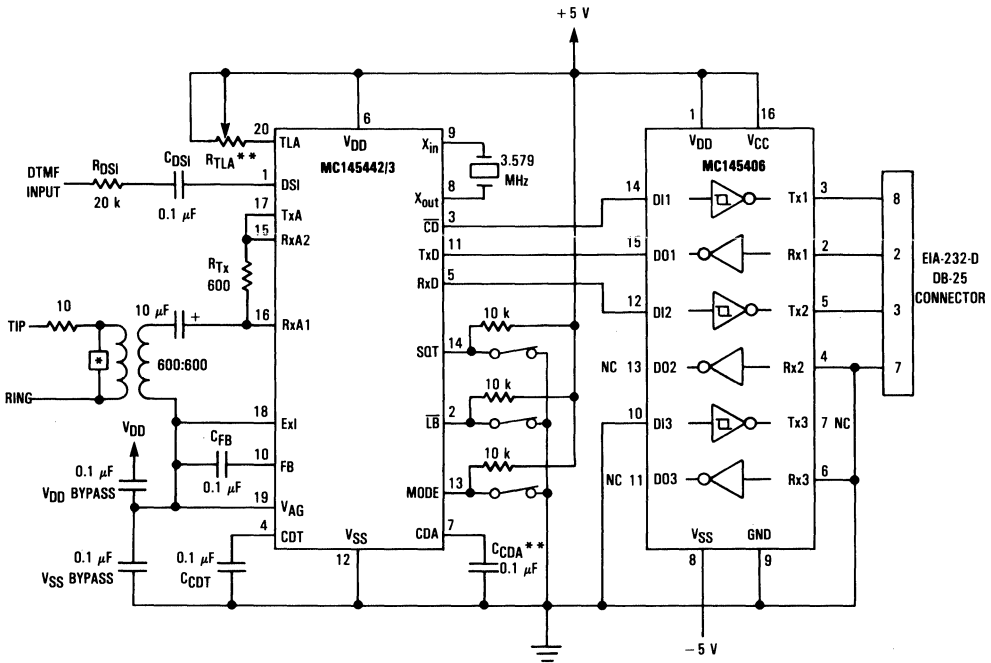 +5 V
6
VDD
MC145442/3
20
TLA
RTLA**
CDSI
RDSI
DTMF
INPUT
20 k
0.1 μF
1
DSI
17
TxA
15
RxA2
RTx
600
10
TIP
10 μF
+
16
RxA1
*
600:600
RING
18
ExI
VDD
CFB
10
FB
0.1 μF
0.1 μF
VDD BYPASS
19
VAG
4
CDT
0.1 μF
VSS BYPASS
0.1 μF
CCDT
VSS
12
9
Xin
3.579
MHz
8
Xout
3
CD
11
TxD
5
RxD
10 k
14
SQT
10 k
2
LB
10 k
13
MODE
7
CDA
CCDA**
0.1 μF
1
16
VDD
VCC
MC145406
14
DI1
Tx1
3
8
15
DO1
Rx1
2
2
EIA-232-D
DB-25
CONNECTOR
12
DI2
Tx2
5
3
NC 13
DO2
Rx2
4
7
10
DI3
Tx3
7 NC
NC 11
DO3
Rx3
6
VSS
GND
8
9
−5 V